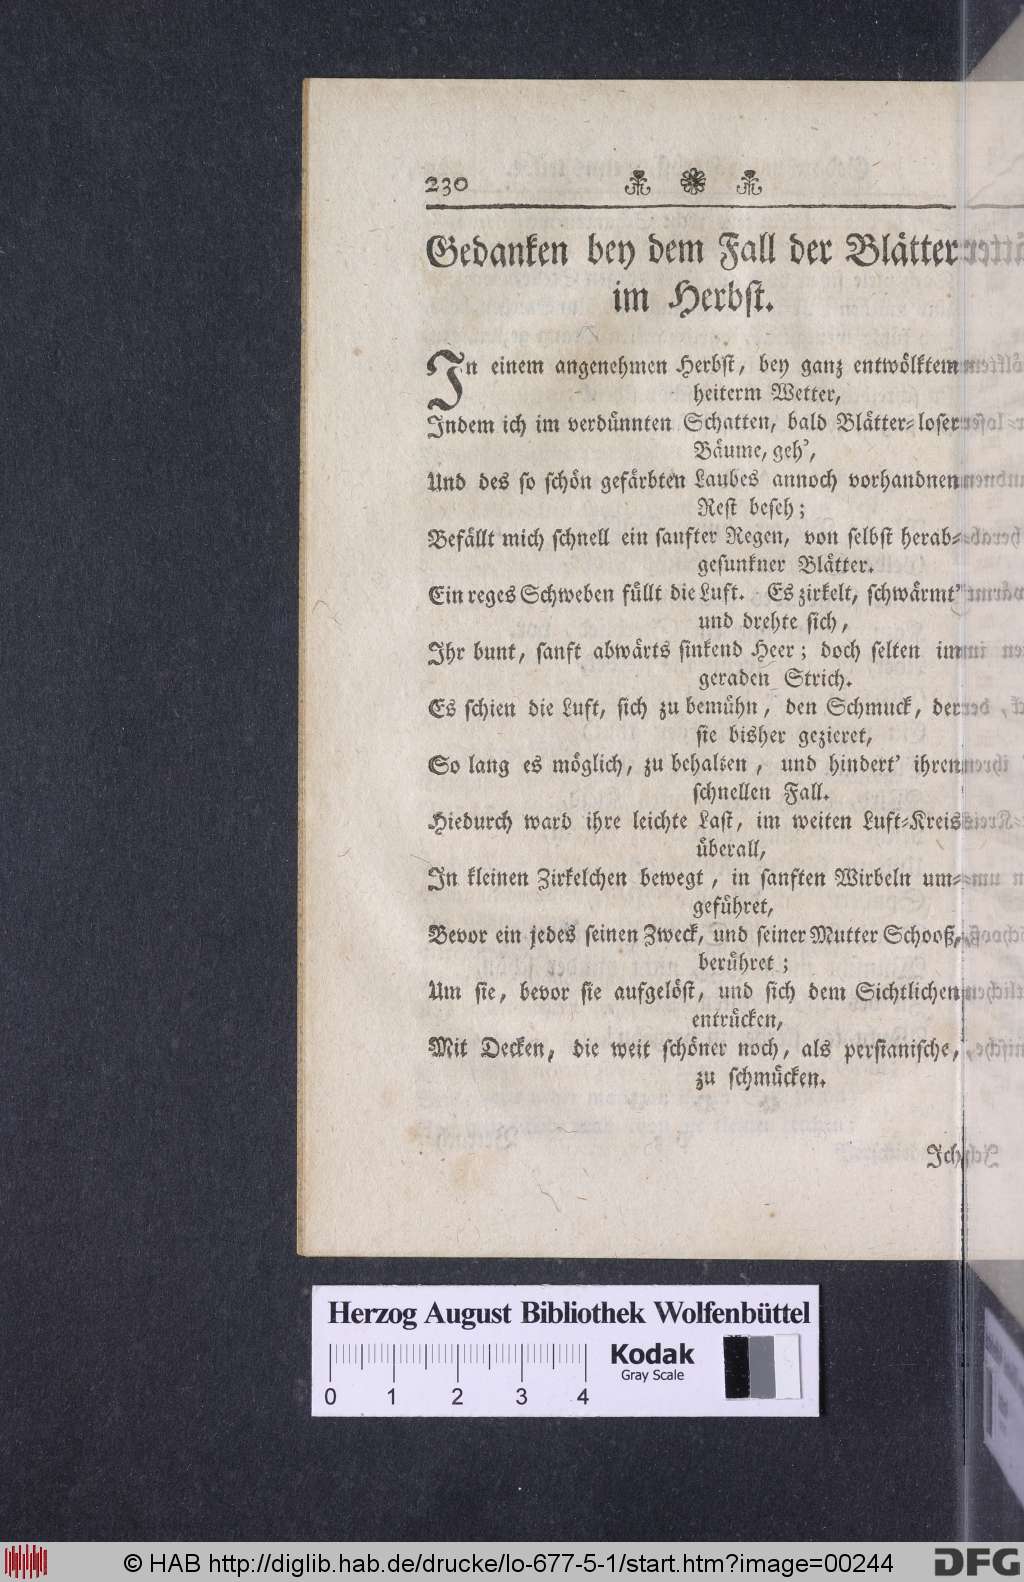 230
Gedanken bey dem Fall der Blätter
im Herbst.
In einem angenehmen Herbst, bey ganz entwölktem
heiterm Wetter,
Indem ich im verdünnten Schatten, bald Blätter-loser
Bäume, geh',
Und des so schön gefärbten Laubes annoch vorhandnen
Rest beseh;
Befällt mich schnell ein sanfter Regen, von selbst herab-
gesunkner Blätter.
Ein reges Schweben füllt die Luft. Es zirkelt, schwärmt'
und drehte sich,
Ihr bunt, sanft abwärts sinkend Heer; doch selten im
geraden Strich.
Es schien die Luft, sich zu bemühn, den Schmuck, der
sie bisher gezieret,
So lang es möglich, zu behalten, und hindert' ihren
schnellen Fall.
Hiedurch ward ihre leichte Last, im weiten Luft-Kreis
überall,
In kleinen Zirkelchen bewegt, in sanften Wirbeln um-
geführet,
Bevor ein jedes seinen Zweck, und seiner Mutter Schooß,
berühret;
Um sie, bevor sie aufgelöst, und sich dem Sichtlichen
entrücken,
Mit Decken, die weit schöner noch, als persianische,
zu schmücken.
Ich
Herzog August Bibliothek Wolfenbüttel
Kodak
Gray Scale
0 1 2 3 4
© HAB http://diglib.hab.de/drucke/lo-677-5-1/start.htm?image=00244
DFG